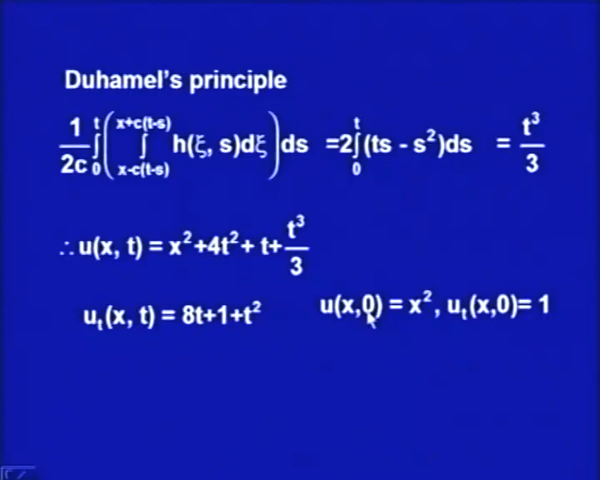 Duhamel's principle
1/2c ∫₀ᵗ ( ∫_{x-c(t-s)}^{x+c(t-s)} h(ξ, s)dξ ) ds = 2∫₀ᵗ (ts - s²)ds = t³/3
∴ u(x, t) = x²+4t²+ t+ t³/3
uₜ(x, t) = 8t+1+t² u(x,0) = x², uₜ(x,0)= 1